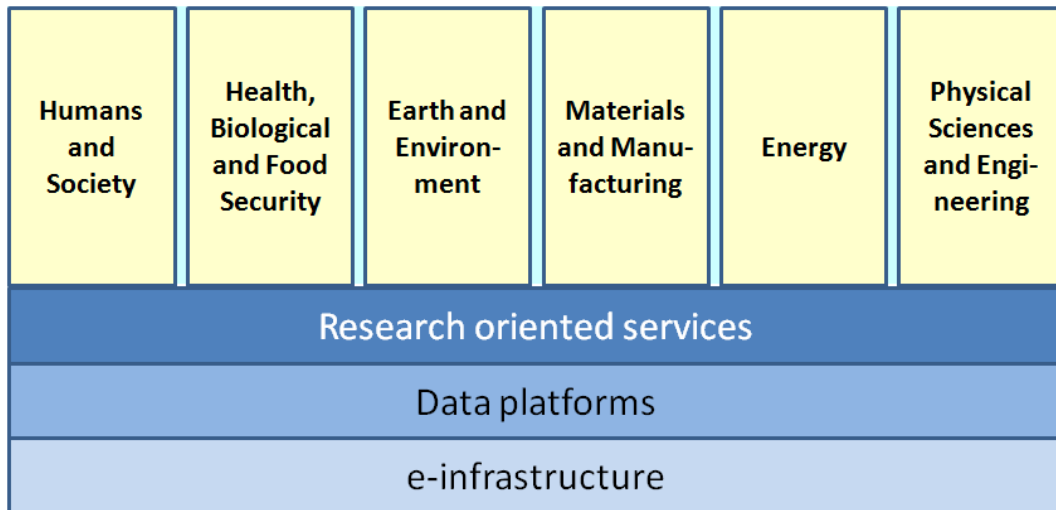 Humans
and
Society
Health,
Biological
and Food
Security
Earth and
Environ-
ment
Materials
and Manu-
facturing
Energy
Physical
Sciences
and Engi-
neering
Research oriented services
Data platforms
e-infrastructure